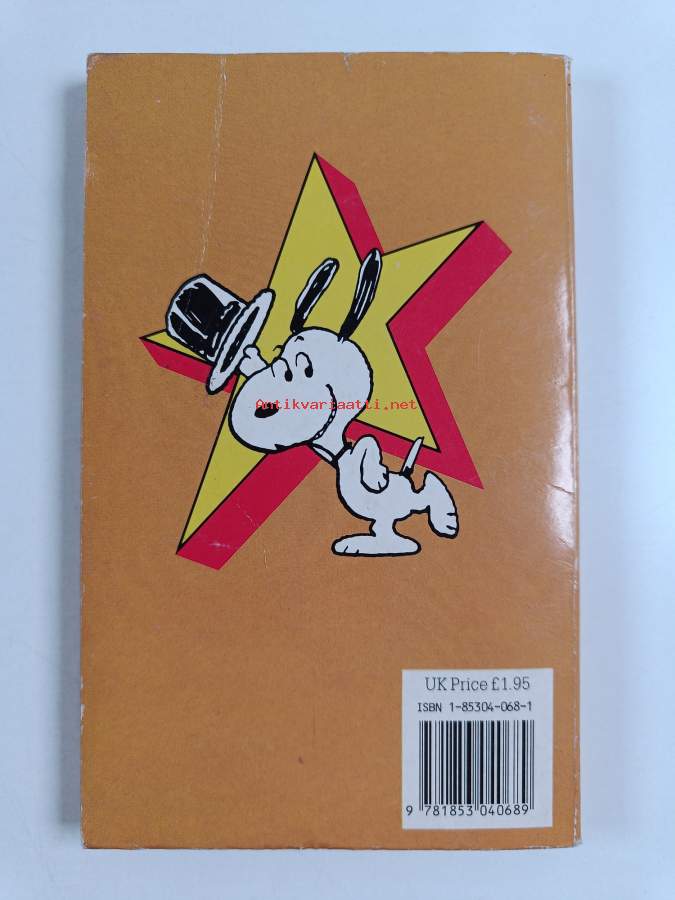 Antikvariaatti.net
UK Price £1.95
ISBN 1-85304-068-1
9 781853 040689